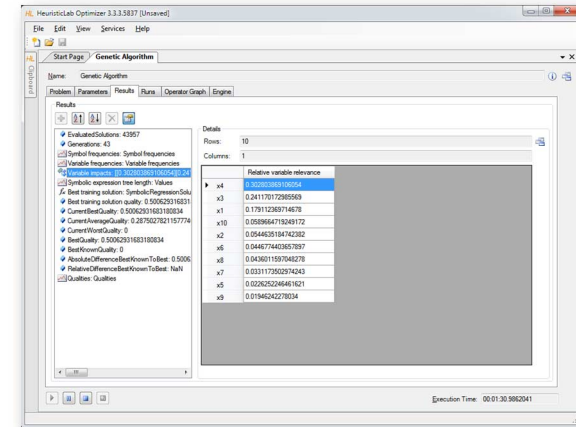 HL HeuristicLab Optimizer 3.3.3.5837 [Unsaved]
File Edit View Services Help
Start Page Genetic Algorithm
Clipboard
Name: Genetic Algorithm
Problem Parameters Results Runs Operator Graph Engine
Results
EvaluatedSolutions: 43957
Generations: 43
Symbol frequencies: Symbol frequencies
Variable frequencies: Variable frequencies
Variable impacts: [[0.302803869106054][0.24
Symbolic expression tree length: Values
Best training solution: SymbolicRegressionSolu
Best training solution quality: 0.500629316831
CurrentBestQuality: 0.50062931683180834
CurrentAverageQuality: 0.2875027821157774
CurrentWorstQuality: 0
BestQuality: 0.50062931683180834
BestKnownQuality: 0
AbsoluteDifferenceBestKnownToBest: 0.5006
RelativeDifferenceBestKnownToBest: NaN
Qualities: Qualities
Details
Rows: 10
Columns: 1
Relative variable relevance
x4 0.302803869106054
x3 0.241170172985569
x1 0.179112369714678
x10 0.0589664719249172
x2 0.0544635184742382
x6 0.0446774403657897
x8 0.0436011597048278
x7 0.0331173502974243
x5 0.0226252246461621
x9 0.01946242278034
Execution Time: 00:01:30.9862041